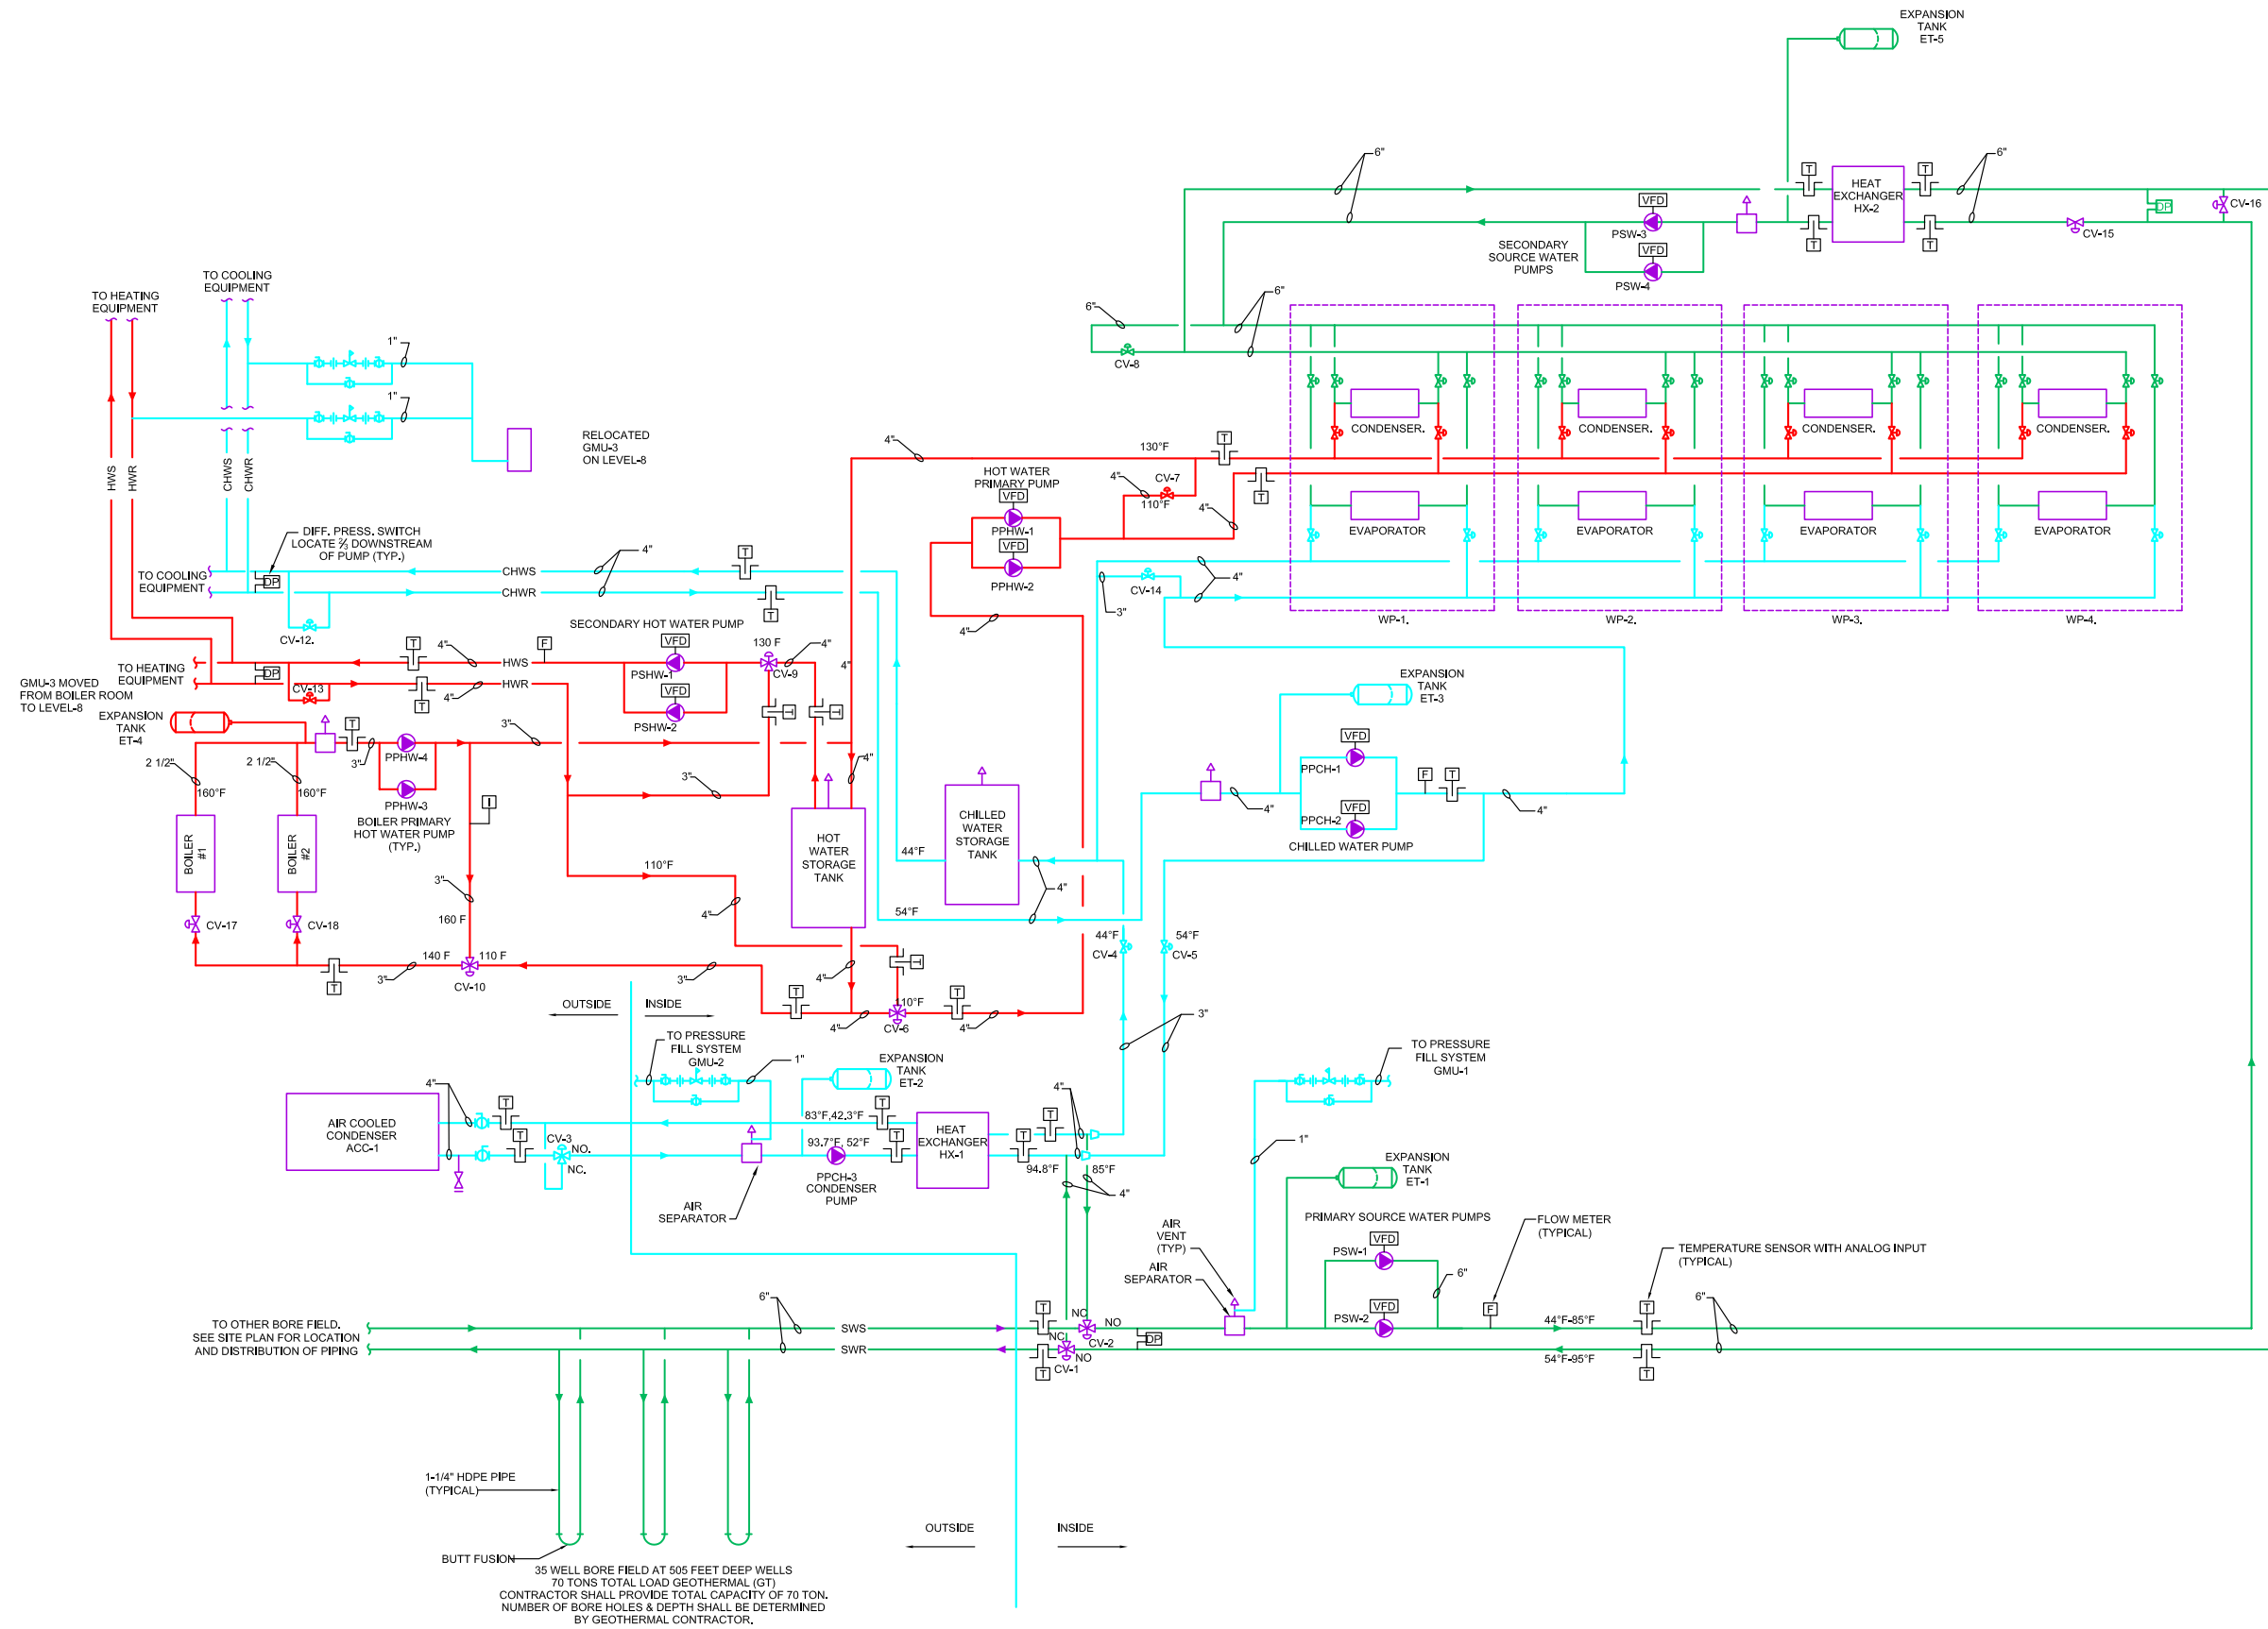 EXPANSION
TANK
ET-5
6"
6"
T
T
HEAT
EXCHANGER
HX-2
T
T
VFD
PSW-3
VFD
PSW-4
SECONDARY
SOURCE WATER
PUMPS
DP
CV-16
CV-15
TO COOLING
EQUIPMENT
TO HEATING
EQUIPMENT
1"
1"
RELOCATED
GMU-3
ON LEVEL-8
HWS
HWR
CHWS
CHWR
6"
6"
CV-8
CONDENSER.
CONDENSER.
CONDENSER.
CONDENSER.
EVAPORATOR
EVAPORATOR
EVAPORATOR
EVAPORATOR
WP-1.
WP-2.
WP-3.
WP-4.
4"
130°F
T
HOT WATER
PRIMARY PUMP
VFD
PPHW-1
VFD
PPHW-2
4"
CV-7
110°F
4"
T
4"
CV-14
3"
4"
DIFF. PRESS. SWITCH
LOCATE ⅔ DOWNSTREAM
OF PUMP (TYP.)
4"
T
TO COOLING
EQUIPMENT
DP
CHWS
CHWR
T
CV-12.
SECONDARY HOT WATER PUMP
VFD
PSHW-1
VFD
PSHW-2
130 F
4"
CV-9
4"
T
4"
F
HWS
HWR
TO HEATING
EQUIPMENT
DP
CV-13
T
4"
T
T
GMU-3 MOVED
FROM BOILER ROOM
TO LEVEL-8
EXPANSION
TANK
ET-4
T
3"
PPHW-4
PPHW-3
BOILER PRIMARY
HOT WATER PUMP
(TYP.)
3"
3"
4"
2 1/2"
2 1/2"
160°F
160°F
T
BOILER
#1
BOILER
#2
CV-17
CV-18
3"
160 F
140 F
110 F
T
3"
CV-10
110°F
4"
3"
HOT
WATER
STORAGE
TANK
4"
T
T
110°F
T
4"
CV-6
4"
44°F
CHILLED
WATER
STORAGE
TANK
4"
54°F
EXPANSION
TANK
ET-3
VFD
PPCH-1
VFD
PPCH-2
CHILLED WATER PUMP
4"
F
T
4"
44°F
CV-4
54°F
CV-5
3"
OUTSIDE
INSIDE
TO PRESSURE
FILL SYSTEM
GMU-2
1"
EXPANSION
TANK
ET-2
4"
AIR COOLED
CONDENSER
ACC-1
T
T
CV-3
NO.
NC.
83°F,42.3°F
93.7°F, 52°F
T
T
PPCH-3
CONDENSER
PUMP
AIR
SEPARATOR
HEAT
EXCHANGER
HX-1
T
T
4"
94.8°F
85°F
4"
TO PRESSURE
FILL SYSTEM
GMU-1
1"
EXPANSION
TANK
ET-1
AIR
VENT
(TYP)
AIR
SEPARATOR
PRIMARY SOURCE WATER PUMPS
VFD
PSW-1
VFD
PSW-2
6"
FLOW METER
(TYPICAL)
F
TEMPERATURE SENSOR WITH ANALOG INPUT
(TYPICAL)
T
44°F-85°F
54°F-95°F
T
6"
TO OTHER BORE FIELD.
SEE SITE PLAN FOR LOCATION
AND DISTRIBUTION OF PIPING
6"
SWS
SWR
T
T
NC
NO
CV-2
NC
NO
CV-1
DP
1-1/4" HDPE PIPE
(TYPICAL)
BUTT FUSION
OUTSIDE
INSIDE
35 WELL BORE FIELD AT 505 FEET DEEP WELLS
70 TONS TOTAL LOAD GEOTHERMAL (GT)
CONTRACTOR SHALL PROVIDE TOTAL CAPACITY OF 70 TON.
NUMBER OF BORE HOLES & DEPTH SHALL BE DETERMINED
BY GEOTHERMAL CONTRACTOR.